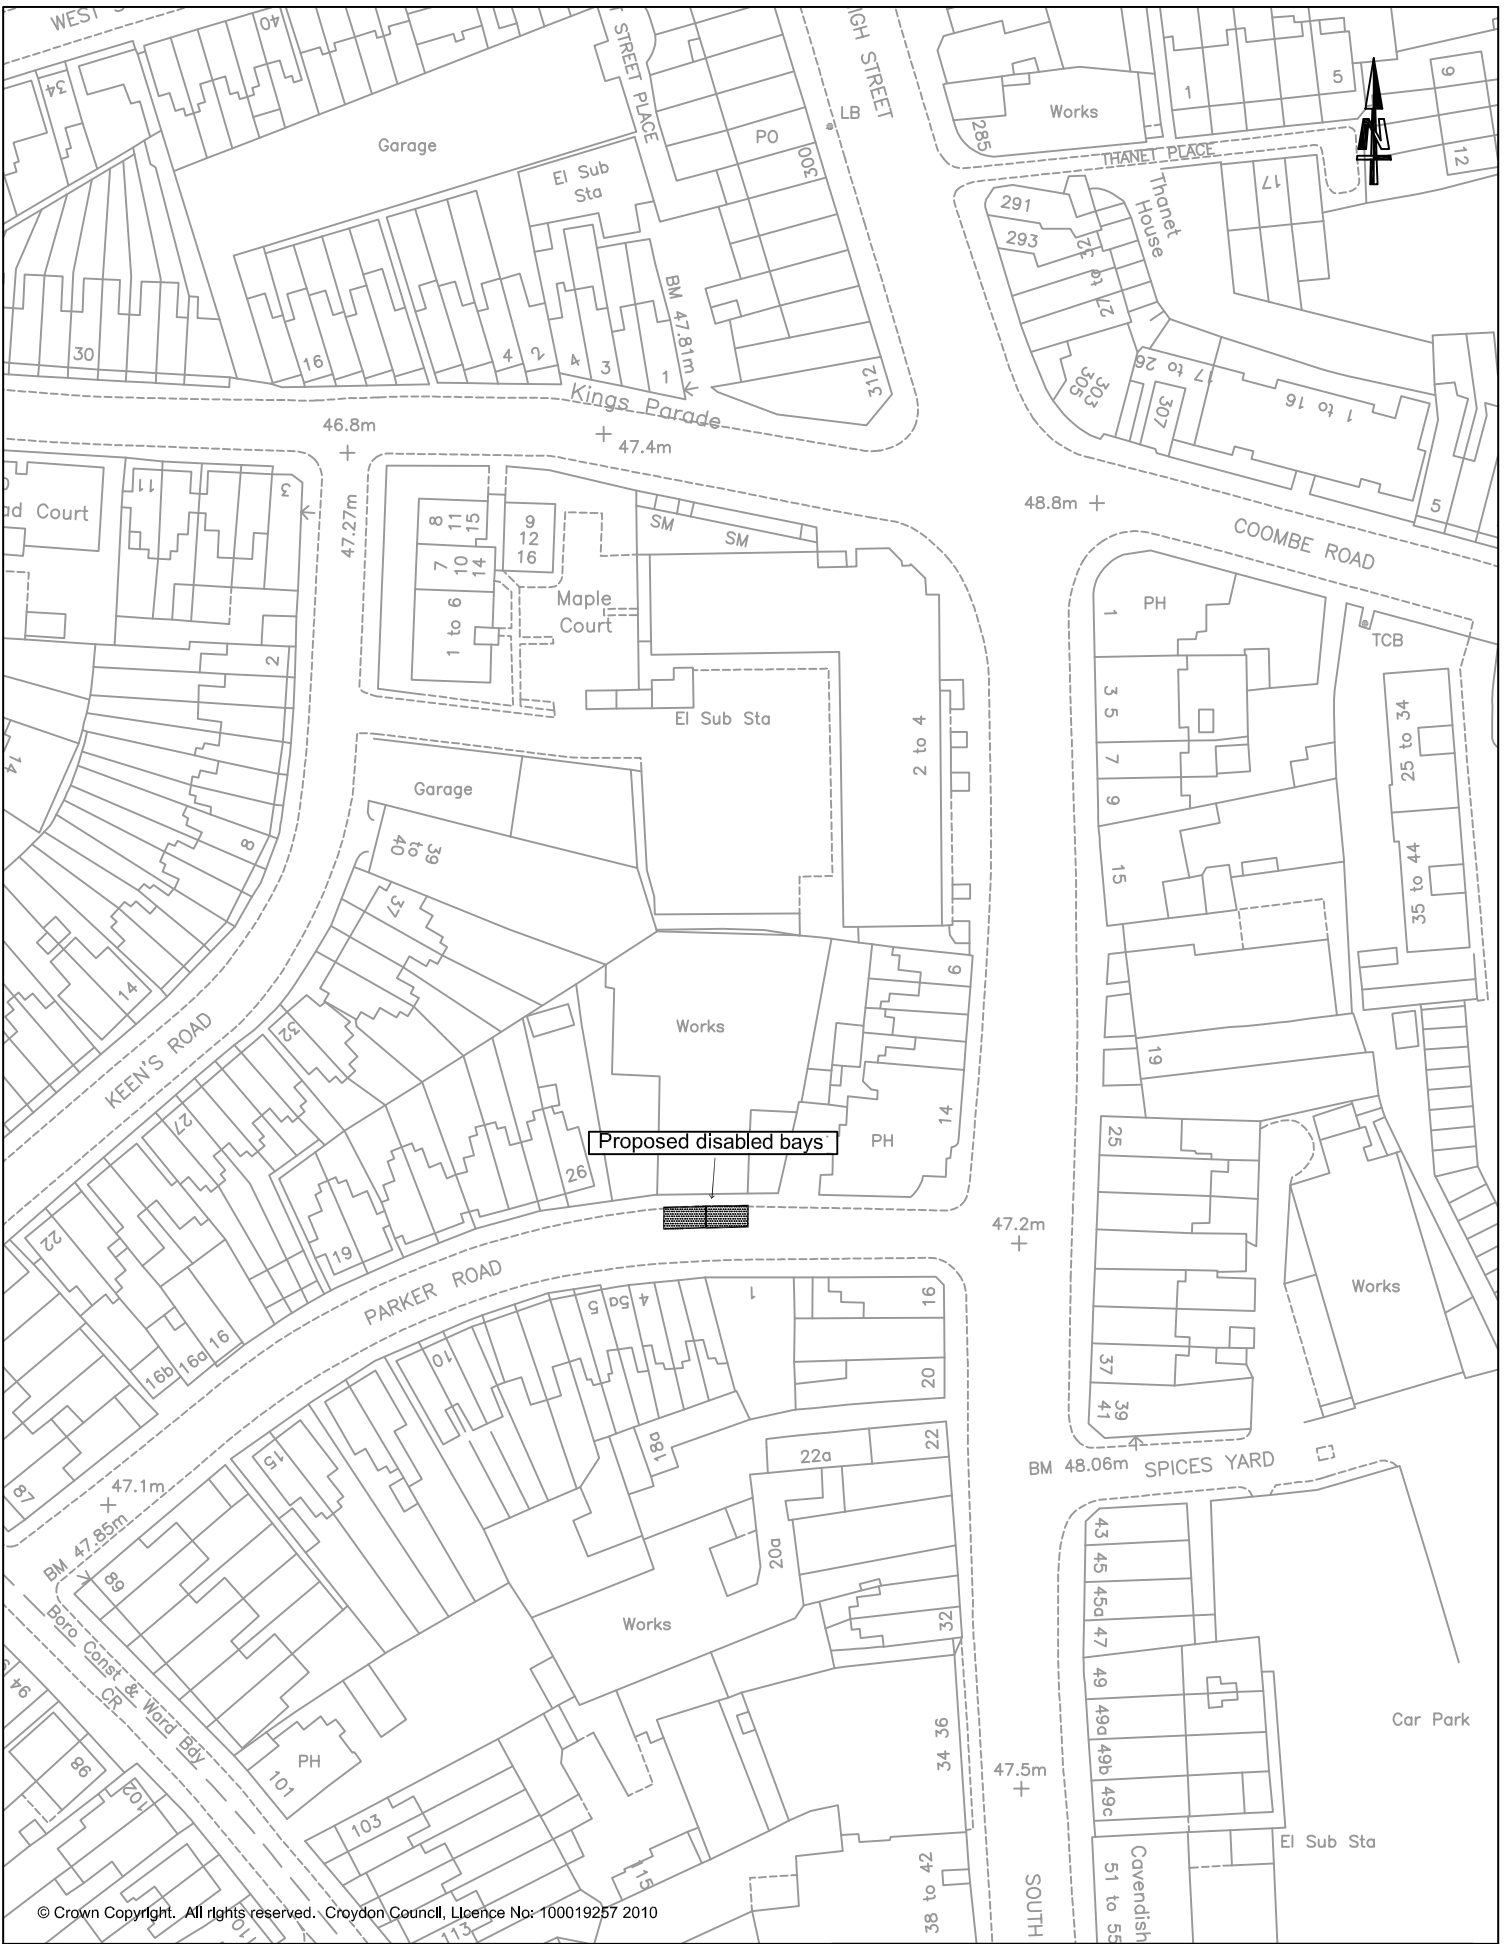 WEST S
40
34
Garage
T STREET PLACE
El Sub
Sta
PO
300
LB
IGH STREET
285
Works
1
5
9
12
N
THANET PLACE
17
Thanet
House
291
293
27 to 32
30
16
4
2
4
3
1
BM 47.81m
312
Kings Parade
303
305
307
17 to 26
1 to 16
5
46.8m
47.4m
48.8m
COOMBE ROAD
ad Court
11
3
47.27m
8
11
15
9
12
16
7
10
14
1 to 6
Maple
Court
SM
SM
El Sub Sta
2 to 4
1
PH
TCB
3 5
7
9
15
25 to 34
35 to 44
2
14
8
14
Garage
39
to
40
37
32
KEEN'S ROAD
27
22
Works
6
14
PH
19
25
Proposed disabled bays
26
19
47.2m
PARKER ROAD
16b
16a
16
10
5
5a
4
1
16
20
Works
37
39
41
15
18a
22a
22
BM 48.06m
SPICES YARD
87
47.1m
BM 47.85m
89
20a
43
45
45a
47
49
49a
49b
49c
Works
32
Boro Const & Ward Bdy
CR
94
98
102
PH
101
103
34 36
47.5m
Car Park
El Sub Sta
115
113
110
38 to 42
SOUTH
Cavendish
51 to 55
© Crown Copyright. All rights reserved. Croydon Council, Licence No: 100019257 2010